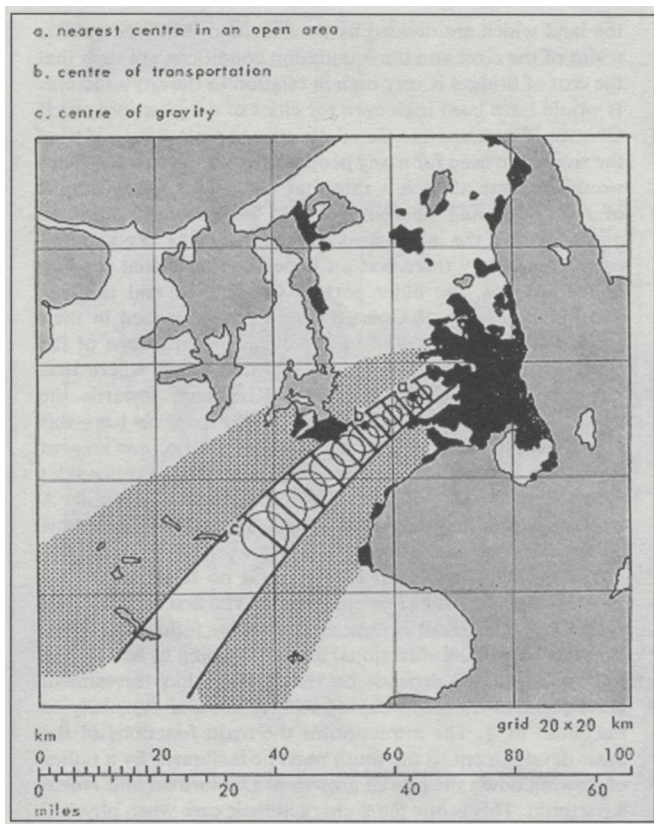 a. nearest centre in an open area
b. centre of transportation
c. centre of gravity
a
b
c
grid 20 x 20 km
km
0 20 40 60 80 100
0 20 40 60
miles